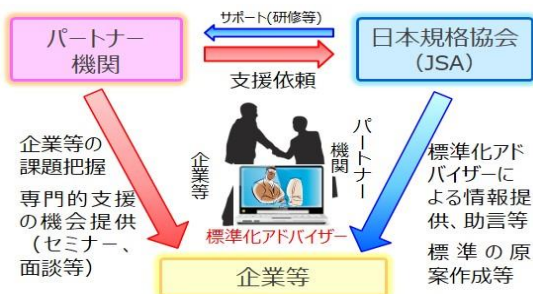 サポート(研修等)
パートナー
機関
日本規格協会
(JSA)
支援依頼
企業等の
課題把握
専門的支援
の機会提供
(セミナー、
面談等)
企業等
パートナー
機関
標準化アドバイザー
標準化アド
バイザーに
よる情報提
供、助言等
標準の原
案作成等
企業等